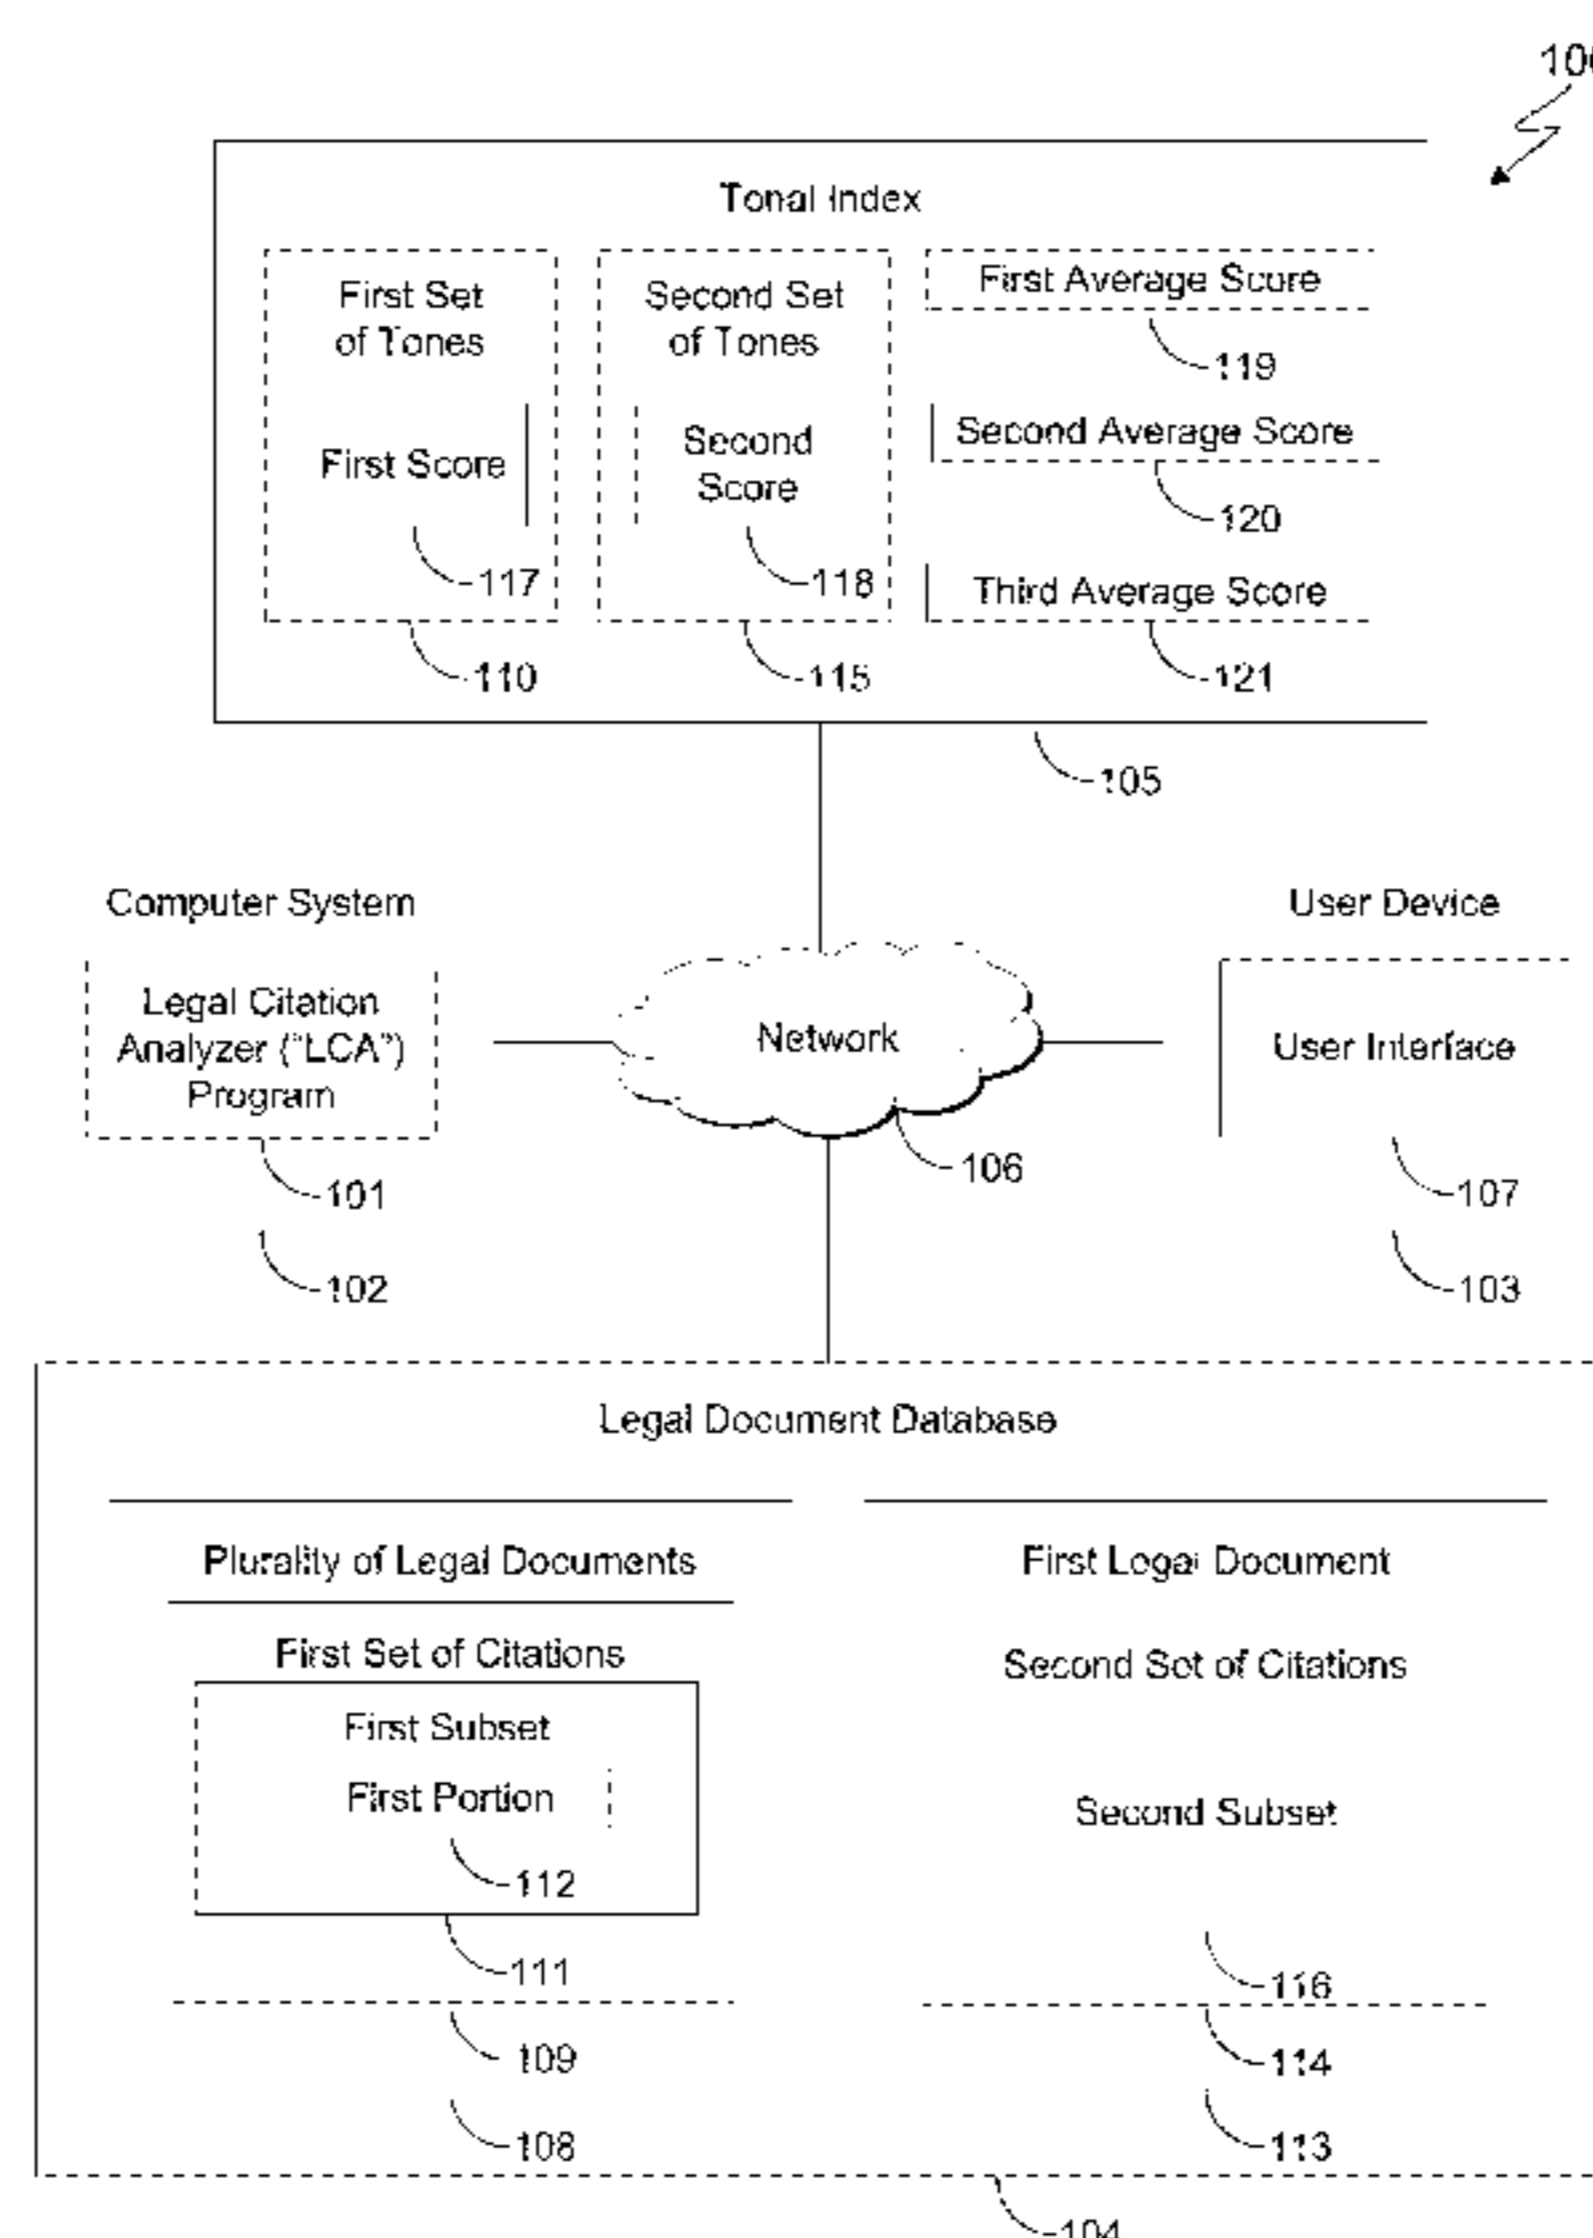 100
Tonal Index
First Set
of Tones
First Score
117
110
Second Set
of Tones
Second
Score
118
115
First Average Score
119
Second Average Score
120
Third Average Score
121
105
Computer System
Legal Citation
Analyzer ("LCA")
Program
101
102
Network
106
User Device
User Interface
107
103
Legal Document Database
Plurality of Legal Documents
First Set of Citations
First Subset
First Portion
112
111
109
108
First Legal Document
Second Set of Citations
Second Subset
116
114
113
104